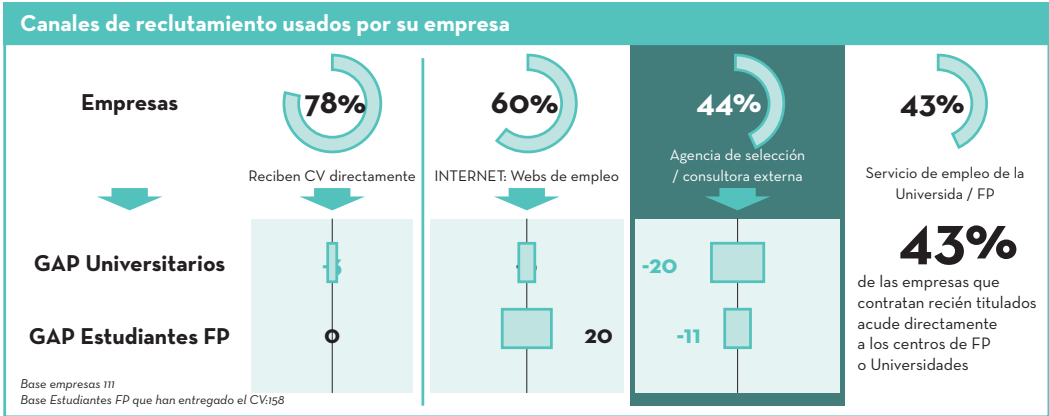 Canales de reclutamiento usados por su empresa
Empresas
78%
60%
44%
43%
Reciben CV directamente
INTERNET: Webs de empleo
Agencia de selección
/ consultora externa
Servicio de empleo de la
Universida / FP
GAP Universitarios
-20
GAP Estudiantes FP
0
20
-11
43%
de las empresas que
contratan recién titulados
acude directamente
a los centros de FP
o Universidades
Base empresas 111
Base Estudiantes FP que han entregado el CV:158